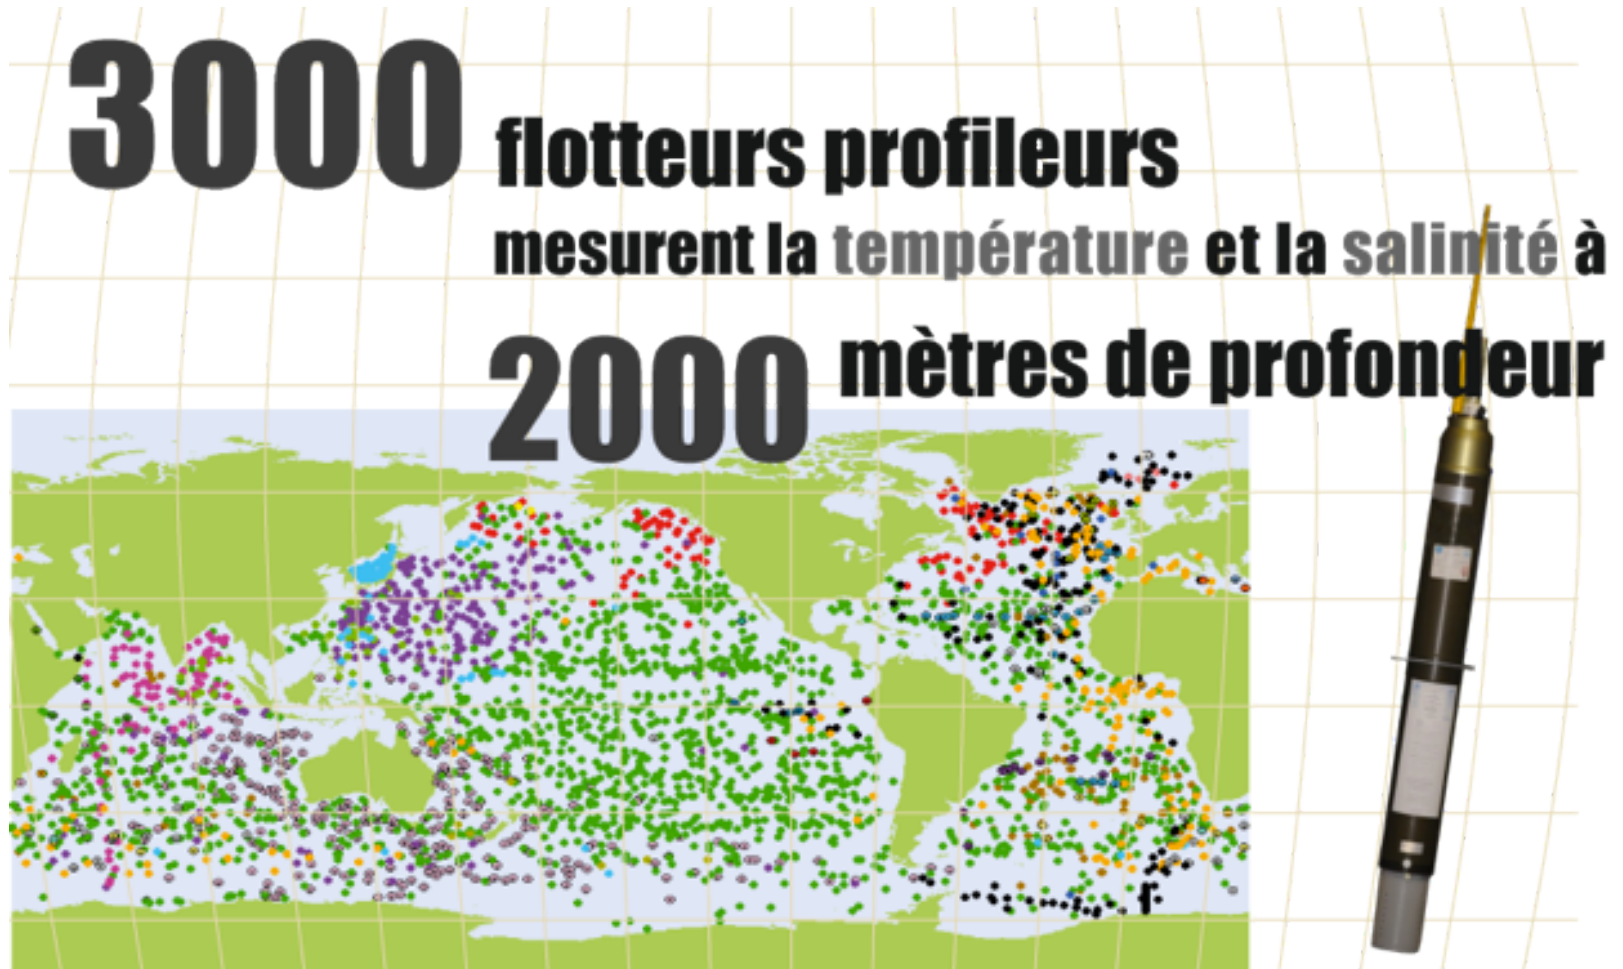 3000 flotteurs profileurs
mesurent la température et la salinité à
2000 mètres de profondeur